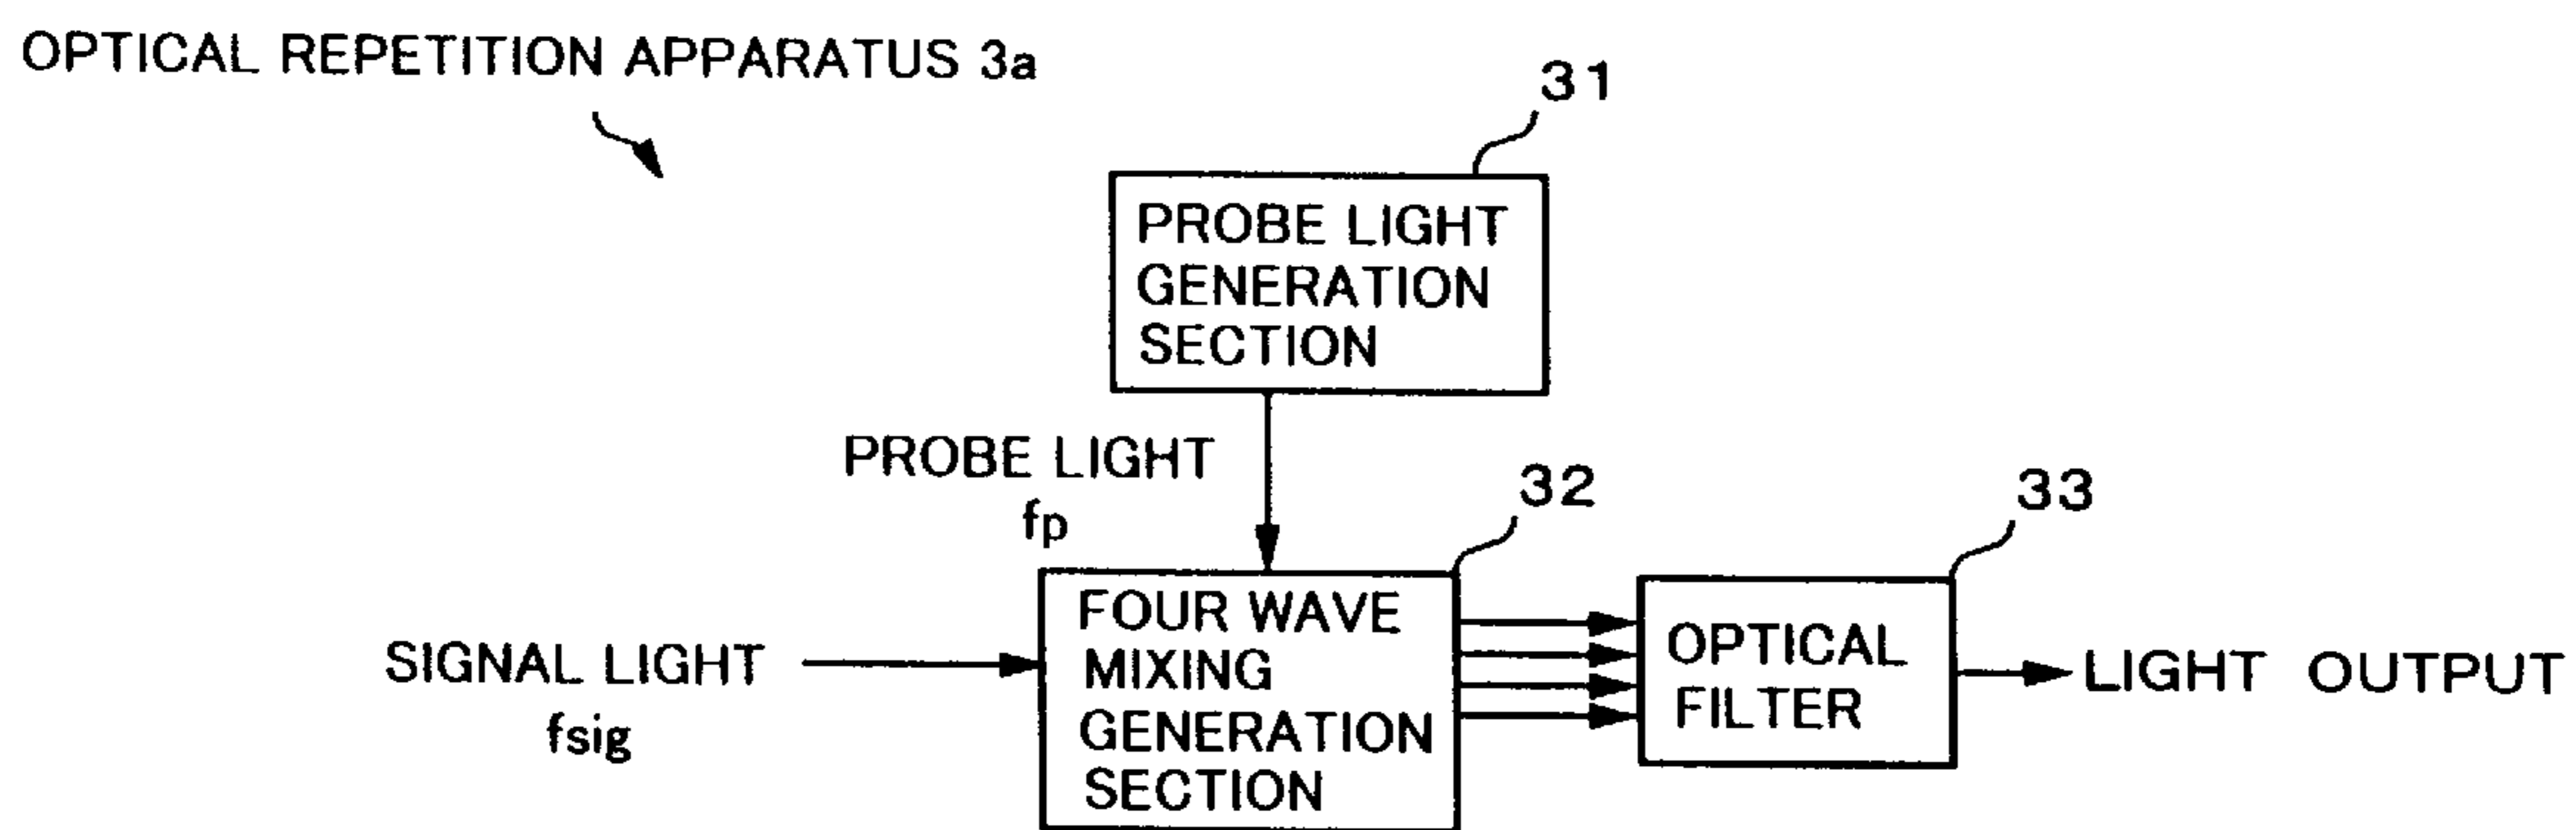 OPTICAL REPETITION APPARATUS 3a
31
PROBE LIGHT
GENERATION
SECTION
PROBE LIGHT
fp
32
33
FOUR WAVE
MIXING
GENERATION
SECTION
OPTICAL
FILTER
SIGNAL LIGHT
fsig
LIGHT OUTPUT